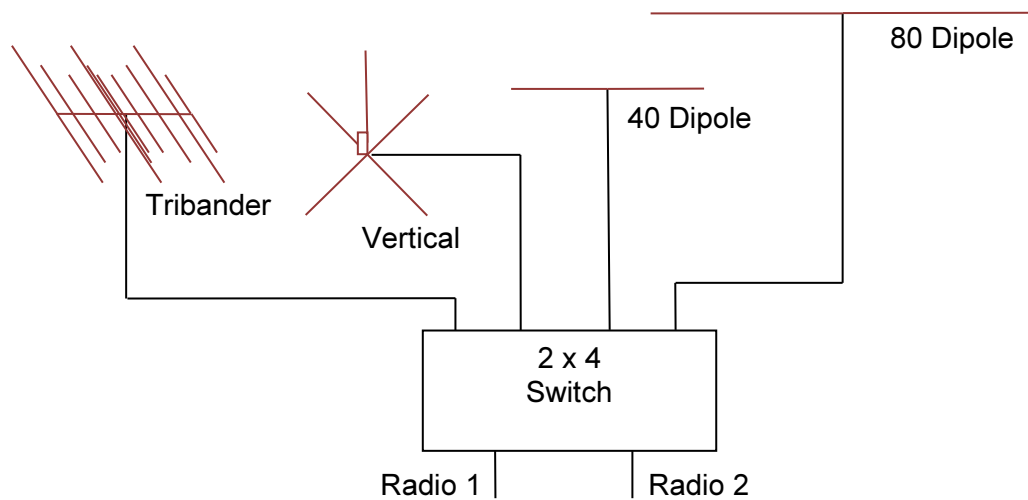 80 Dipole
40 Dipole
Tribander
Vertical
2 x 4
Switch
Radio 1
Radio 2